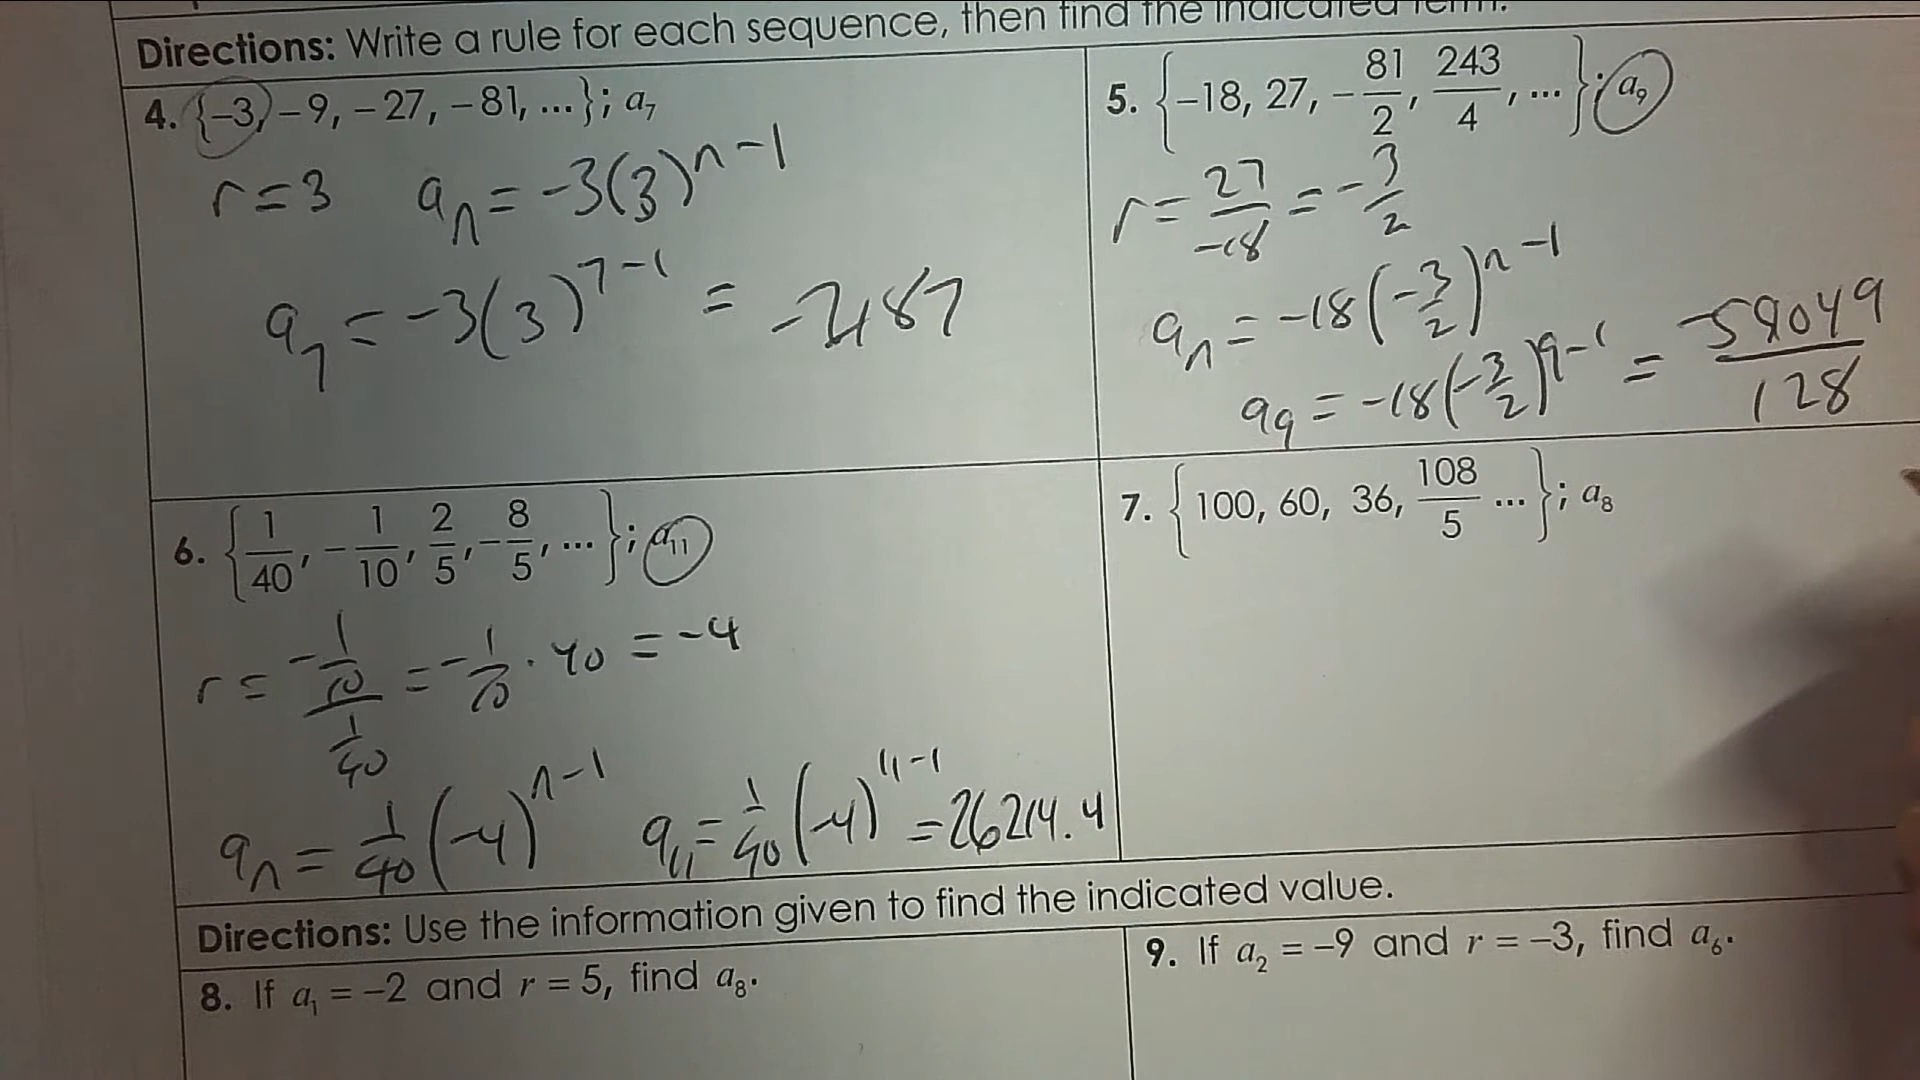 Directions: Write a rule for each sequence, then find the indicated term.
4. {-3, -9, -27, -81, ...}; a₇
r = 3 aₙ = -3(3)ⁿ⁻¹
a₇ = -3(3)⁷⁻¹ = -2187
5. {-18, 27, -81/2, 243/4, ...}; a₉
r = 27/-18 = -3/2
aₙ = -18(-3/2)ⁿ⁻¹
a₉ = -18(-3/2)⁹⁻¹ = -59049/128
6. {1/40, -1/10, 2/5, -8/5, ...}; a₁₁
r = (-1/10)/(1/40) = -1/10 · 40 = -4
aₙ = 1/40(-4)ⁿ⁻¹ a₁₁ = 1/40(-4)¹¹⁻¹ = 26214.4
7. {100, 60, 36, 108/5 ...}; a₈
Directions: Use the information given to find the indicated value.
8. If a₁ = -2 and r = 5, find a₈.
9. If a₂ = -9 and r = -3, find a₆.